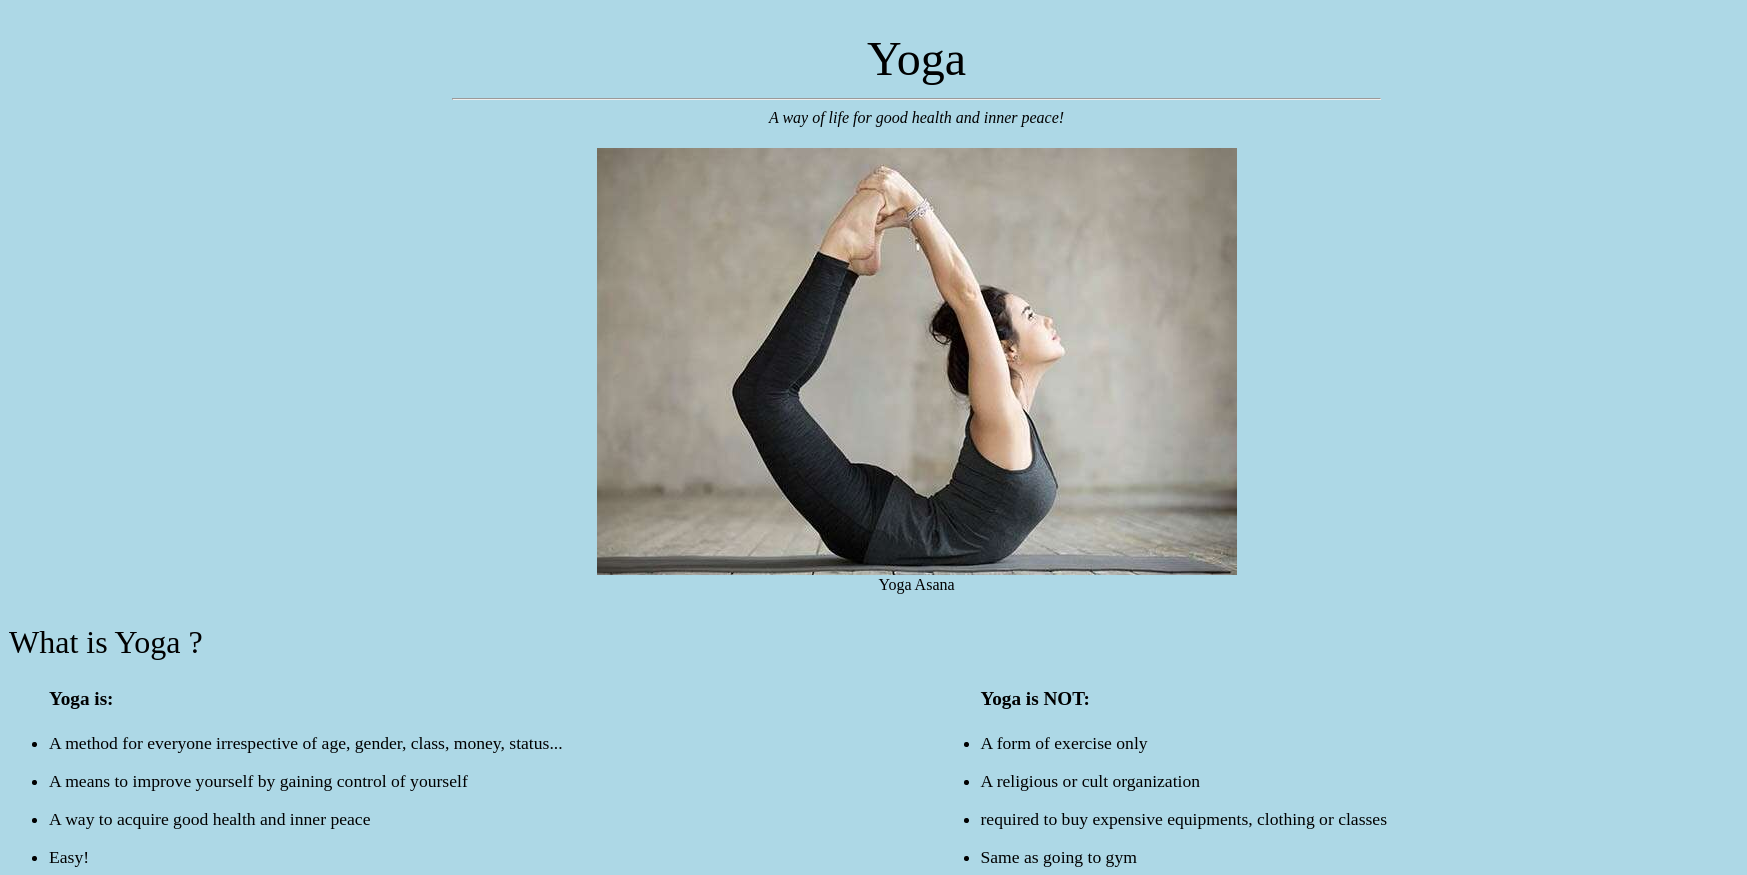 Yoga
A way of life for good health and inner peace!
Yoga Asana
What is Yoga ?
Yoga is:
A method for everyone irrespective of age, gender, class, money, status...
A means to improve yourself by gaining control of yourself
A way to acquire good health and inner peace
Easy!
Yoga is NOT:
A form of exercise only
A religious or cult organization
required to buy expensive equipments, clothing or classes
Same as going to gym